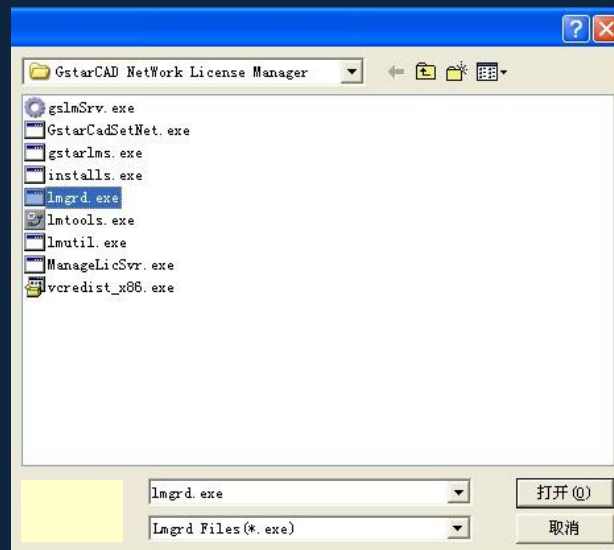 ?
GstarCAD NetWork License Manager
gslmSrv.exe
GstarCadSetNet.exe
gstarlms.exe
installs.exe
lmgrd.exe
lmtools.exe
lmutil.exe
ManageLicSvr.exe
vcredist_x86.exe
lmgrd.exe
打开(O)
Lmgrd Files(*.exe)
取消